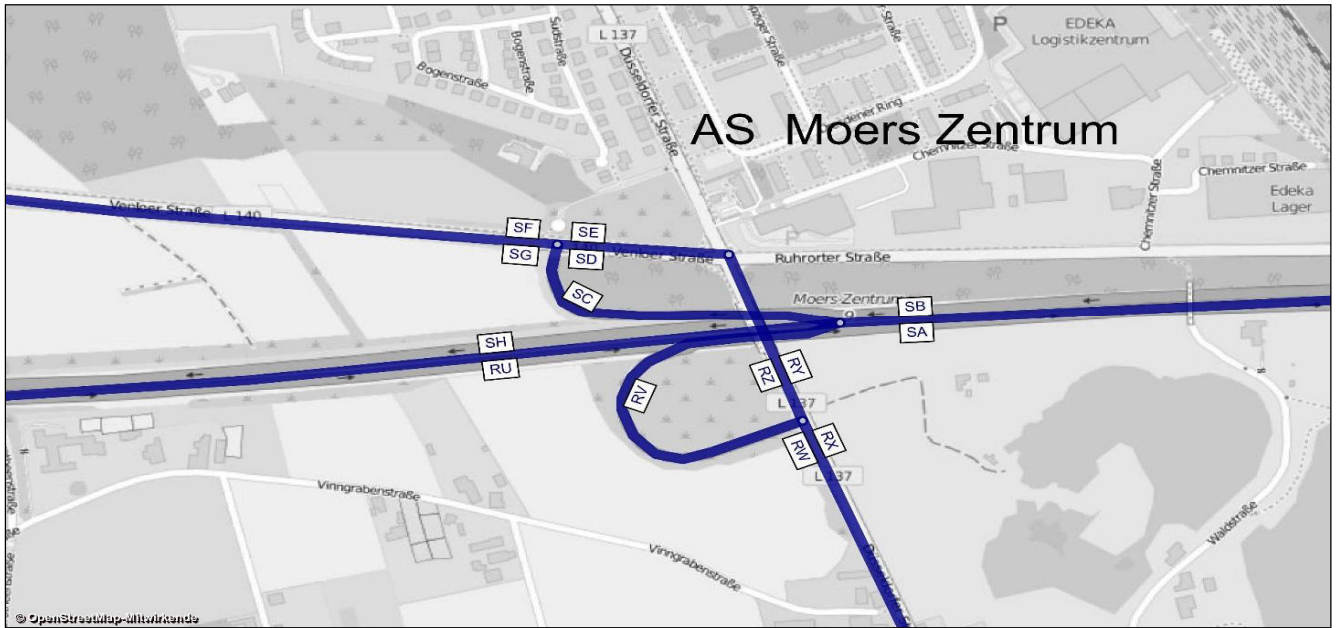 EDEKA
Logistikzentrum
P
L 137
Südstraße
Bogenstraße
Bogenstraße
Düsseldorfer Straße
AS Moers Zentrum
Chemnitzer Straße
Chemnitzer Straße
Chemnitzer Straße
Edeka
Lager
Venloer Straße
L 140
SF
SE
SG
SD
Venloer Straße
P
Ruhrorter Straße
SC
Moers-Zentrum
SB
SA
SH
RU
RY
RZ
RV
L 137
RX
RW
L 137
Vinngrabenstraße
Vinngrabenstraße
Waldstraße
© OpenStreetMap-Mitwirkende